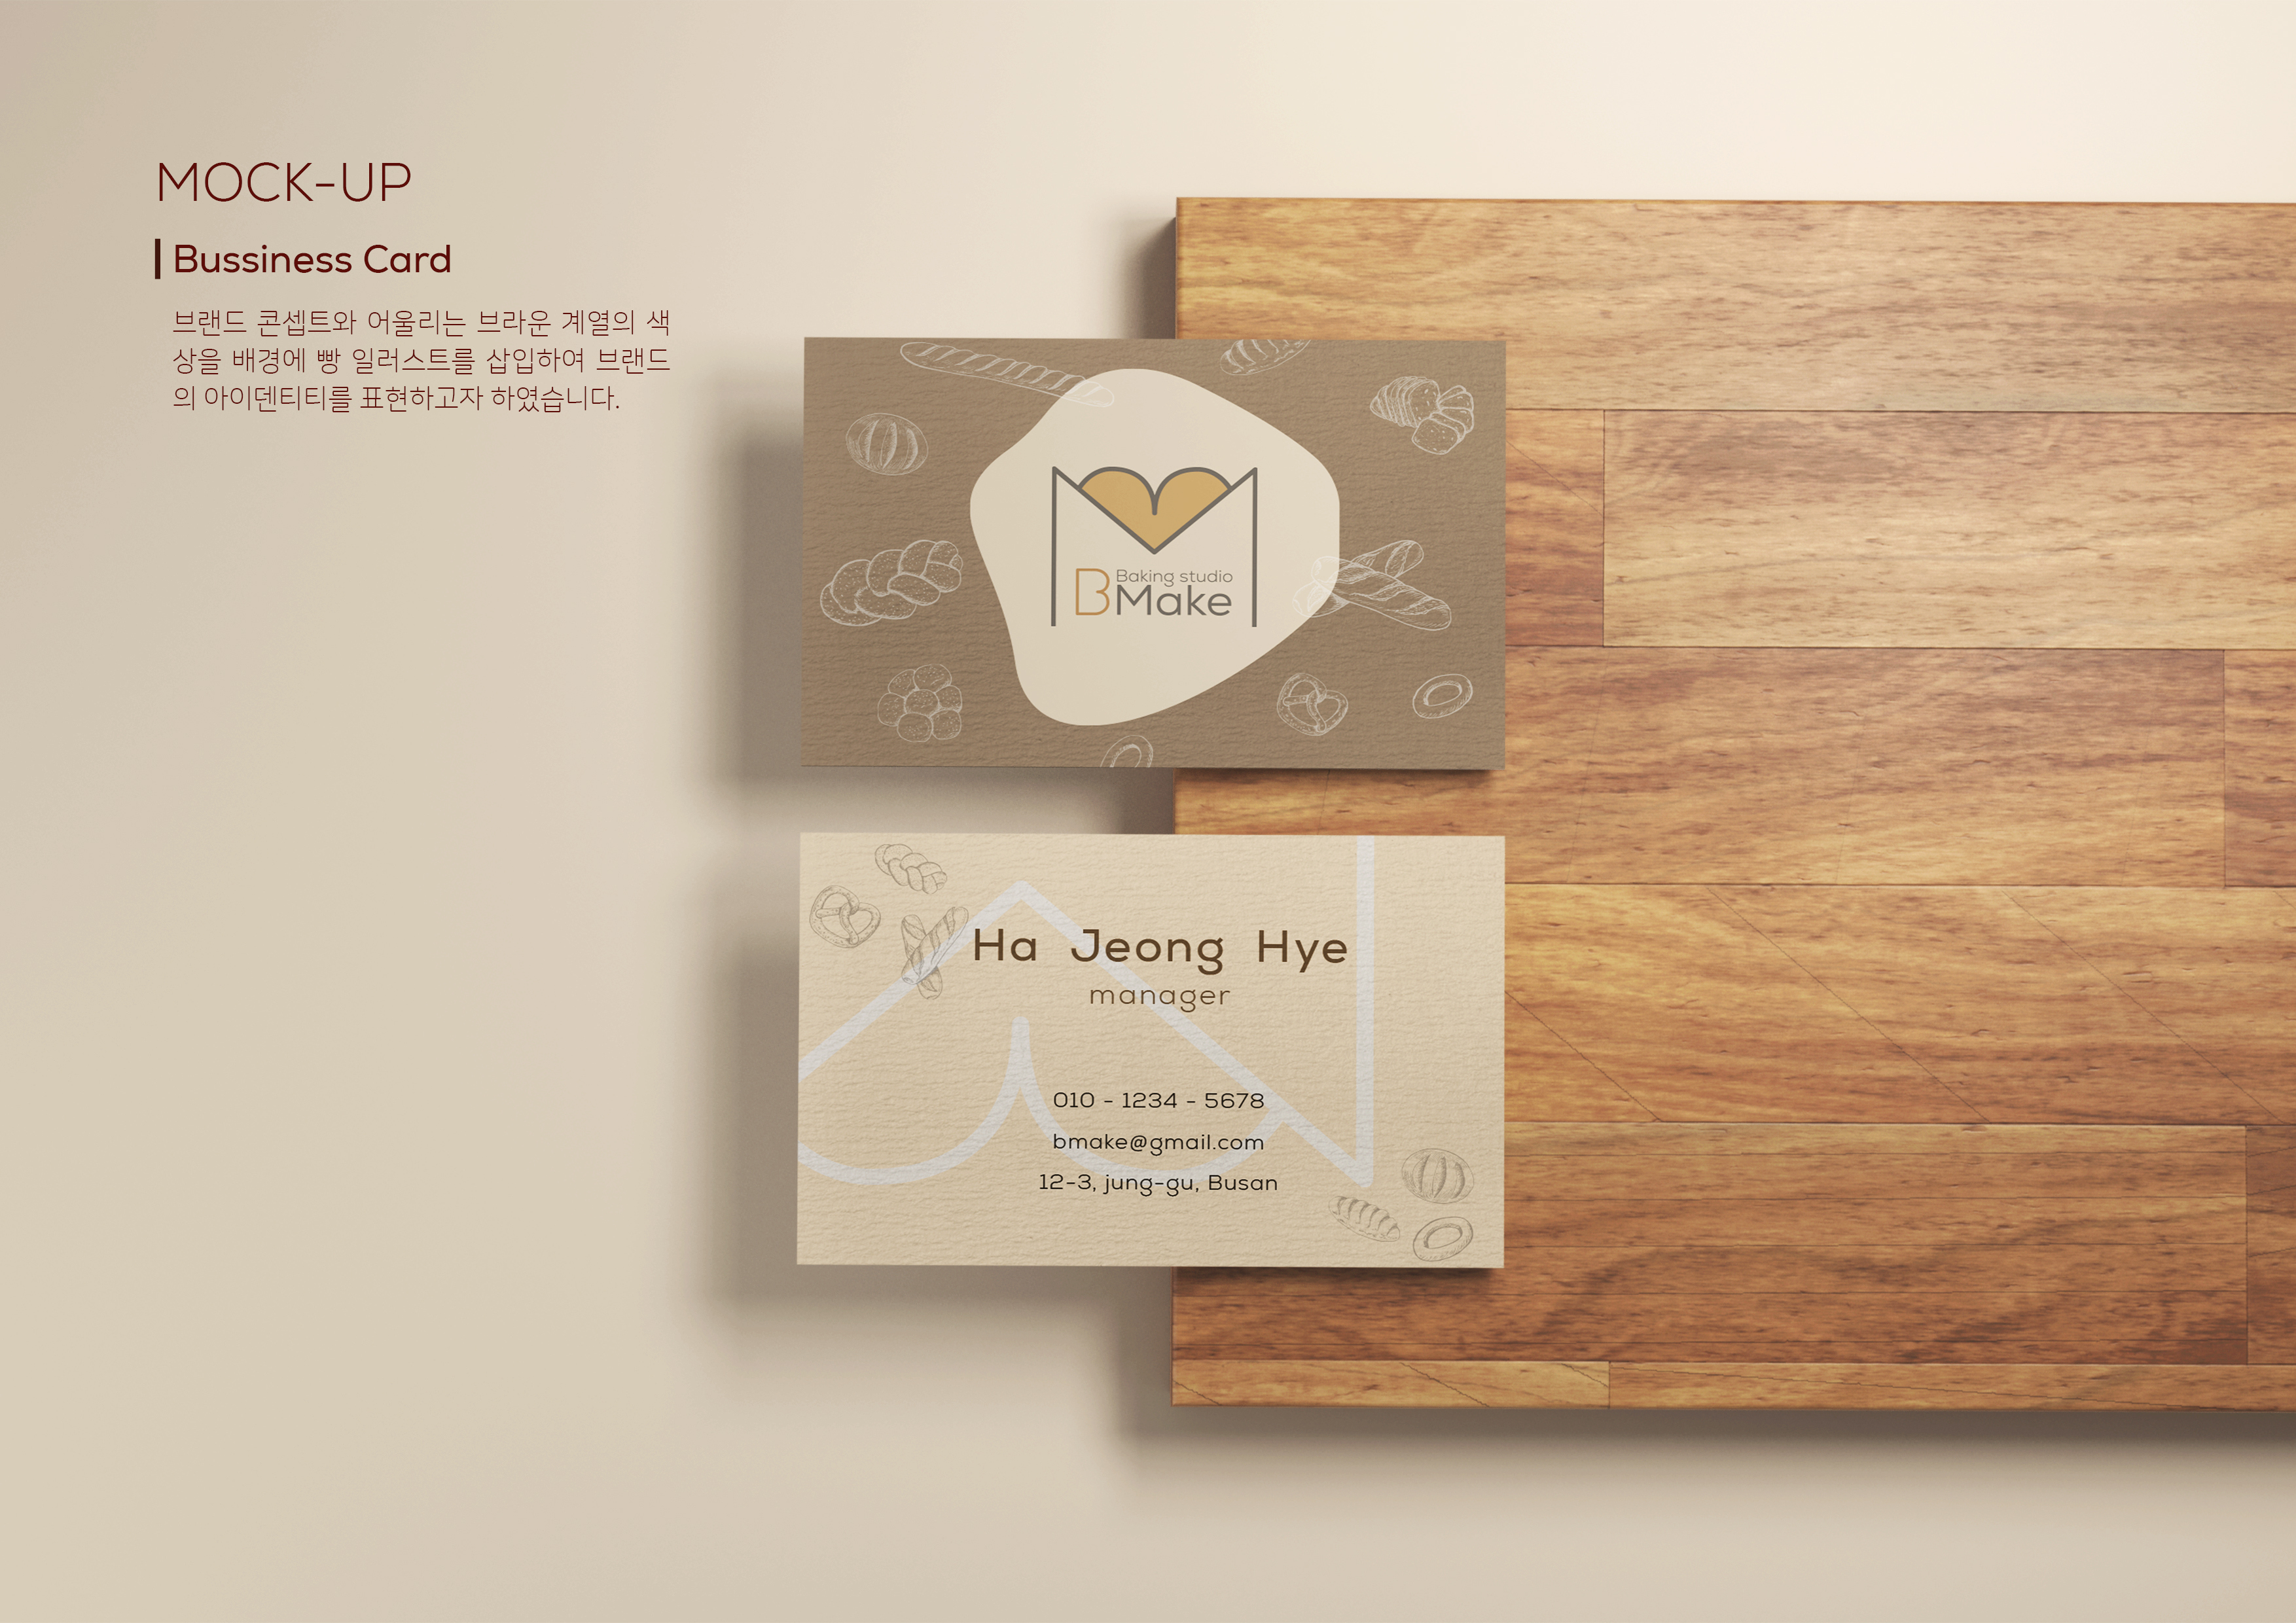 MOCK-UP
Bussiness Card
브랜드 콘셉트와 어울리는 브라운 계열의 색
상을 배경에 빵 일러스트를 삽입하여 브랜드
의 아이덴티티를 표현하고자 하였습니다.
Baking studio
BMake
Ha Jeong Hye
manager
010 - 1234 - 5678
bmake@gmail.com
12-3, jung-gu, Busan